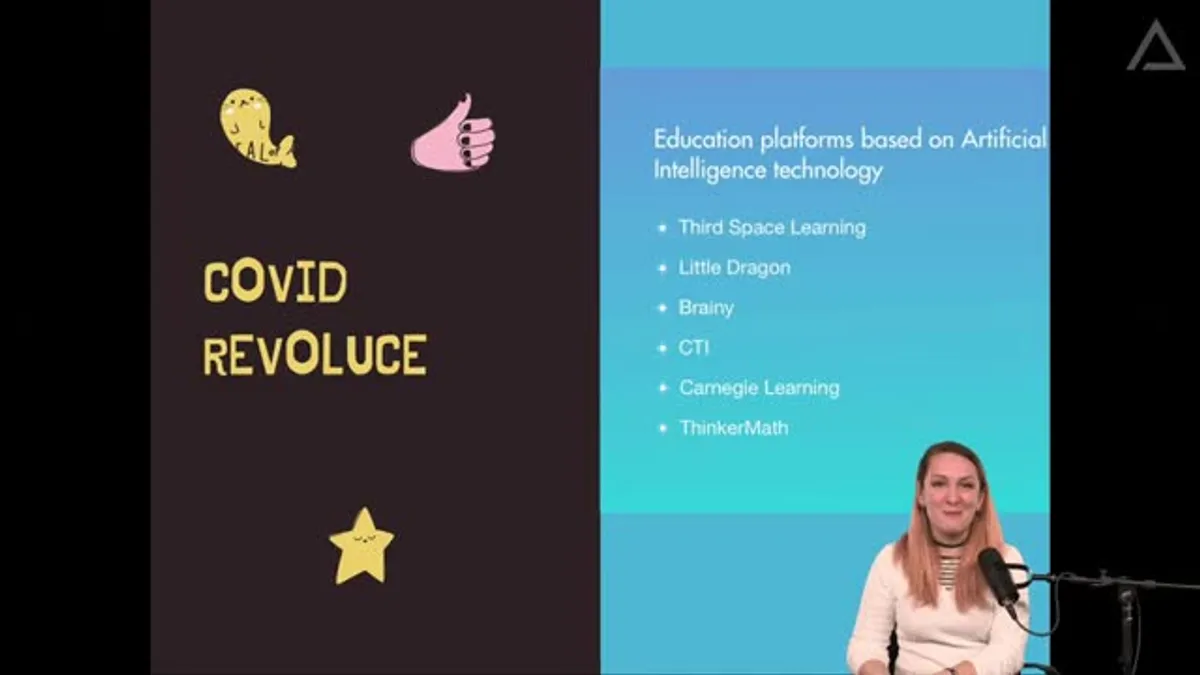 COVID
REVOLUCE
Education platforms based on Artificial
Intelligence technology
Third Space Learning
Little Dragon
Brainy
CTI
Carnegie Learning
ThinkerMath